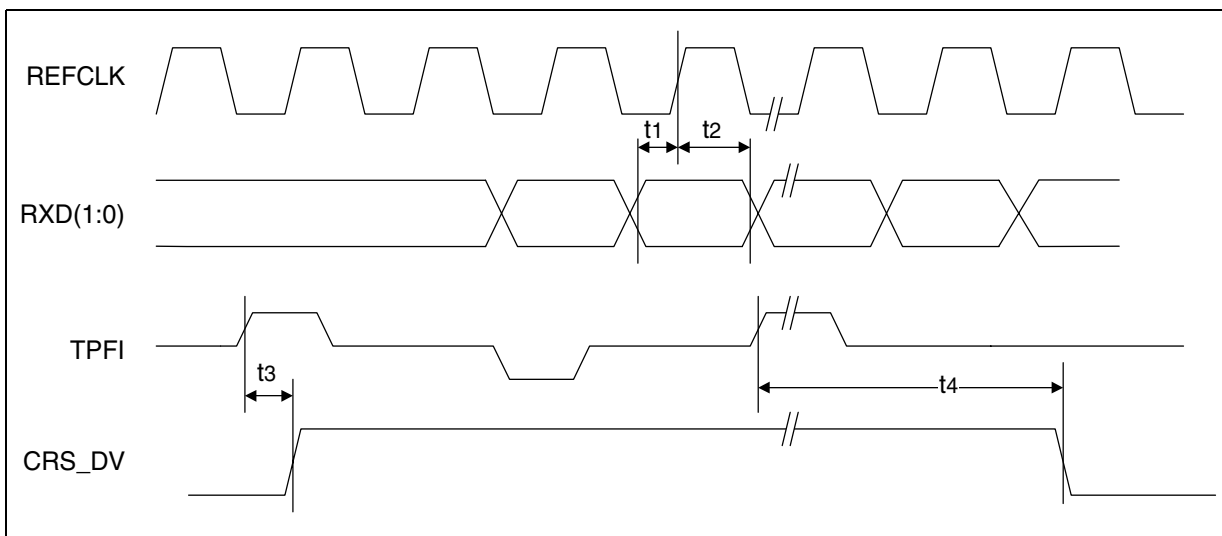 REFCLK
t1
t2
RXD(1:0)
TPFI
t3
t4
CRS_DV